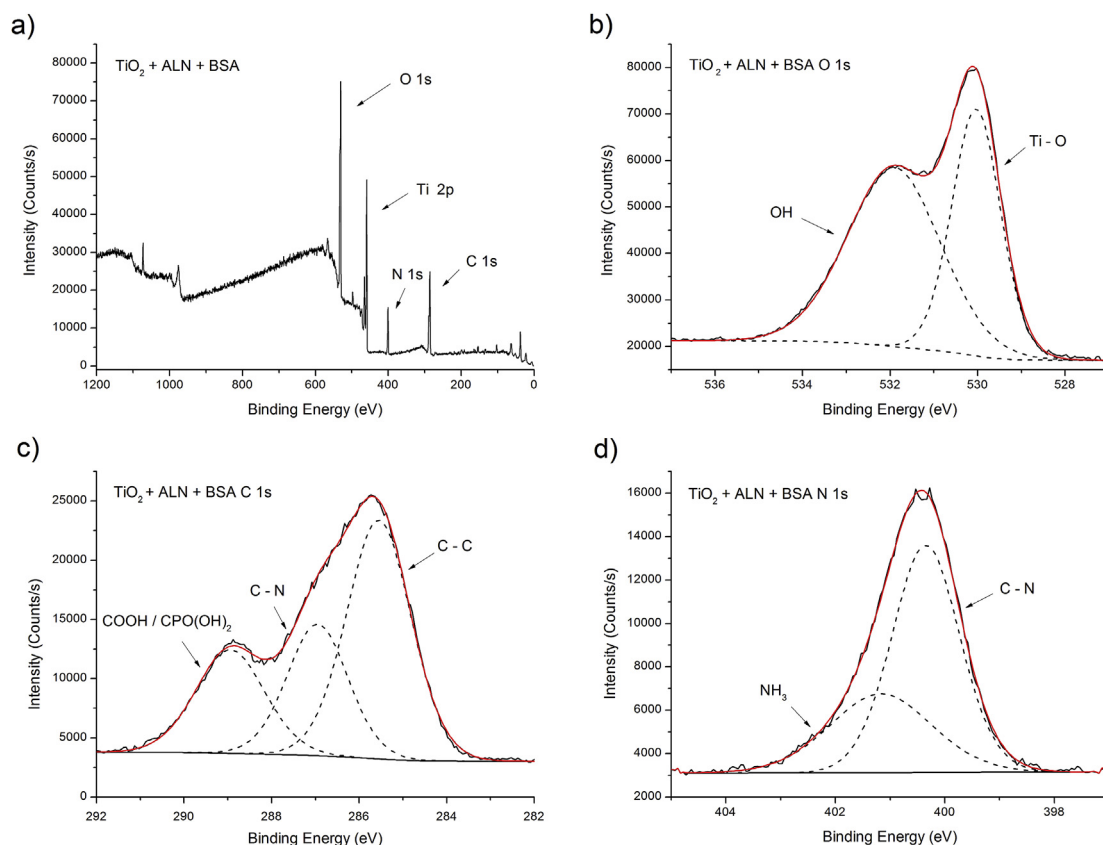 a)
TiO₂ + ALN + BSA
O 1s
Ti 2p
N 1s
C 1s
80000
70000
60000
50000
40000
30000
20000
10000
0
1200 1000 800 600 400 200 0
Intensity (Counts/s)
Binding Energy (eV)
b)
TiO₂ + ALN + BSA O 1s
Ti - O
OH
80000
70000
60000
50000
40000
30000
20000
536 534 532 530 528
Intensity (Counts/s)
Binding Energy (eV)
c)
TiO₂ + ALN + BSA C 1s
C - C
C - N
COOH / CPO(OH)₂
25000
20000
15000
10000
5000
0
292 290 288 286 284 282
Intensity (Counts/s)
Binding Energy (eV)
d)
TiO₂ + ALN + BSA N 1s
C - N
NH₃
16000
14000
12000
10000
8000
6000
4000
2000
404 402 400 398
Intensity (Counts/s)
Binding Energy (eV)